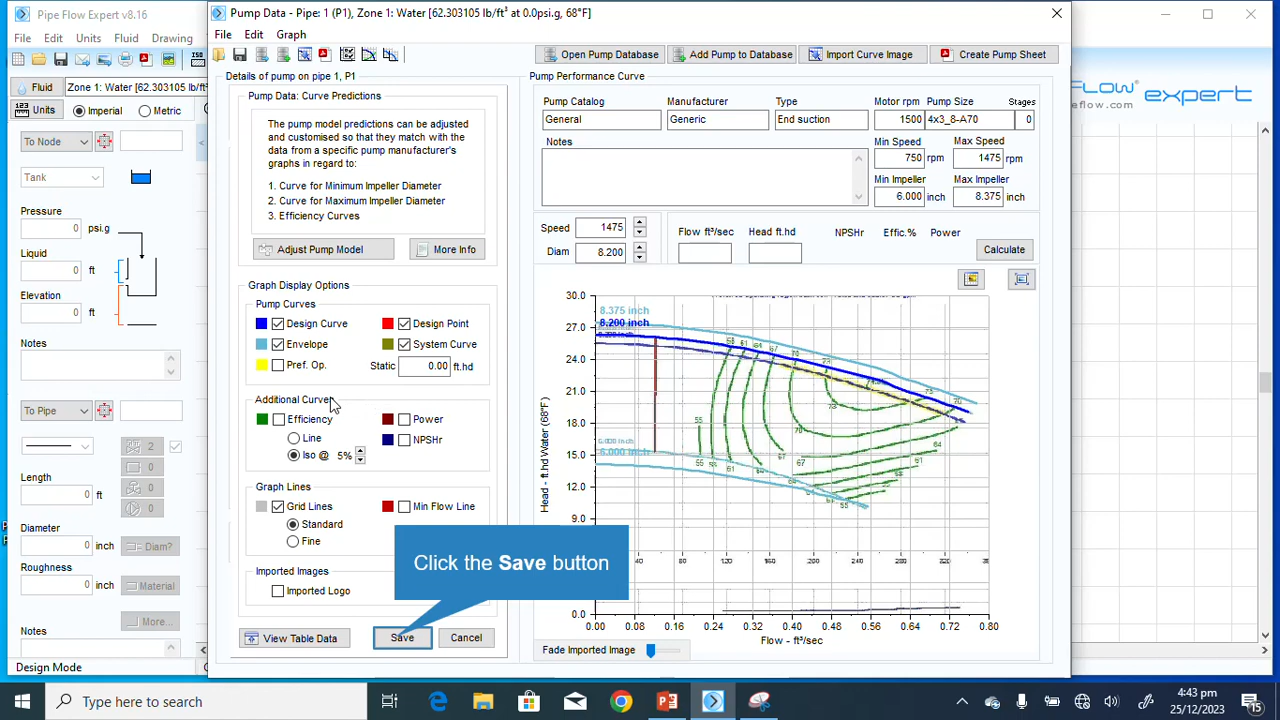 Pipe Flow Expert v8.16
File Edit Units Fluid Drawing
Fluid Zone 1: Water [62.303105 lb/ft³
Units Imperial Metric
To Node
Tank
Pressure
0 psi.g
Liquid
0 ft
Elevation
0 ft
Notes
To Pipe
2
0
0
0
Length
0 ft
Diameter
0 inch Diam?
Roughness
0 inch Material
More...
Notes
Design Mode
Pump Data - Pipe: 1 (P1), Zone 1: Water [62.303105 lb/ft³ at 0.0psi.g, 68°F]
File Edit Graph
Open Pump Database Add Pump to Database Import Curve Image Create Pump Sheet
Details of pump on pipe 1, P1
Pump Data: Curve Predictions
The pump model predictions can be adjusted
and customised so that they match with the
data from a specific pump manufacturer's
graphs in regard to:
1. Curve for Minimum Impeller Diameter
2. Curve for Maximum Impeller Diameter
3. Efficiency Curves
Adjust Pump Model More Info
Graph Display Options
Pump Curves
Design Curve Design Point
Envelope System Curve
Pref. Op. Static 0.00 ft.hd
Additional Curve
Efficiency Power
Line NPSHr
Iso @ 5%
Graph Lines
Grid Lines Min Flow Line
Standard
Fine
Imported Images
Imported Logo
Click the Save button
View Table Data Save Cancel
Pump Performance Curve
Pump Catalog Manufacturer Type Motor rpm Pump Size Stages
General Generic End suction 1500 4x3_8-A70 0
Notes
Min Speed Max Speed
750 rpm 1475 rpm
Min Impeller Max Impeller
6.000 inch 8.375 inch
Speed 1475
Diam 8.200
Flow ft³/sec Head ft.hd NPSHr Effic.% Power
Calculate
Head - ft.hd Water (68°F)
30.0
27.0
24.0
21.0
18.0
15.0
12.0
9.0
0.0
8.375 inch
8.200 inch
6.000 inch
0.00 0.08 0.16 0.24 0.32 0.40 0.48 0.56 0.64 0.72 0.80
Flow - ft³/sec
Fade Imported Image
FLOW expert
eflow.com
Type here to search
4:43 pm
25/12/2023
15